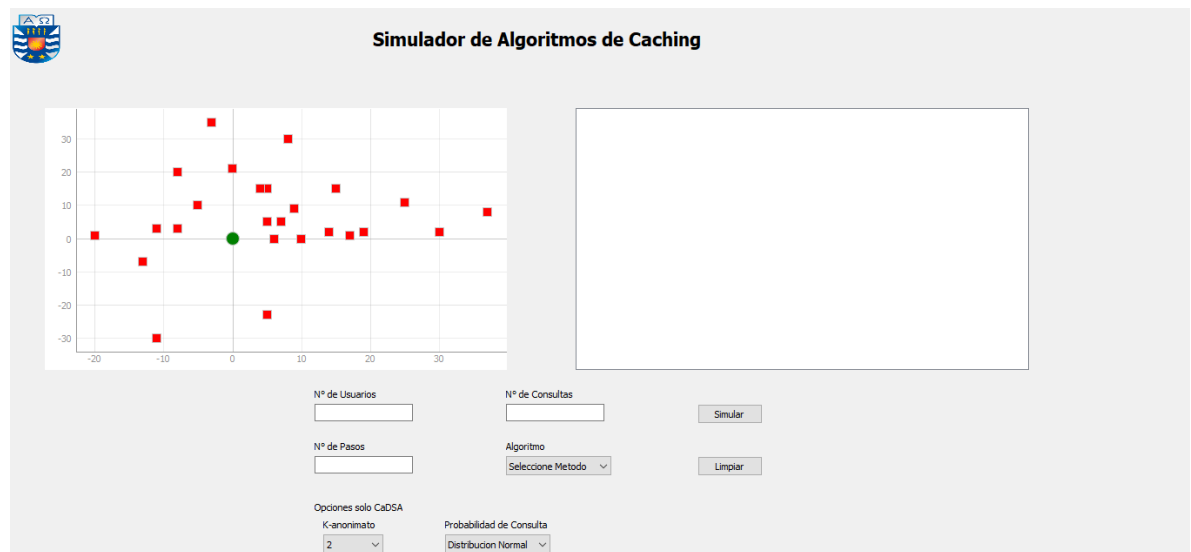 Simulador de Algoritmos de Caching
30
20
10
0
-10
-20
-30
-20 -10 0 10 20 30
Nº de Usuarios Nº de Consultas
Simular
Nº de Pasos Algoritmo
Seleccione Metodo Limpiar
Opciones solo CaDSA
K-anonimato Probabilidad de Consulta
2 Distribucion Normal